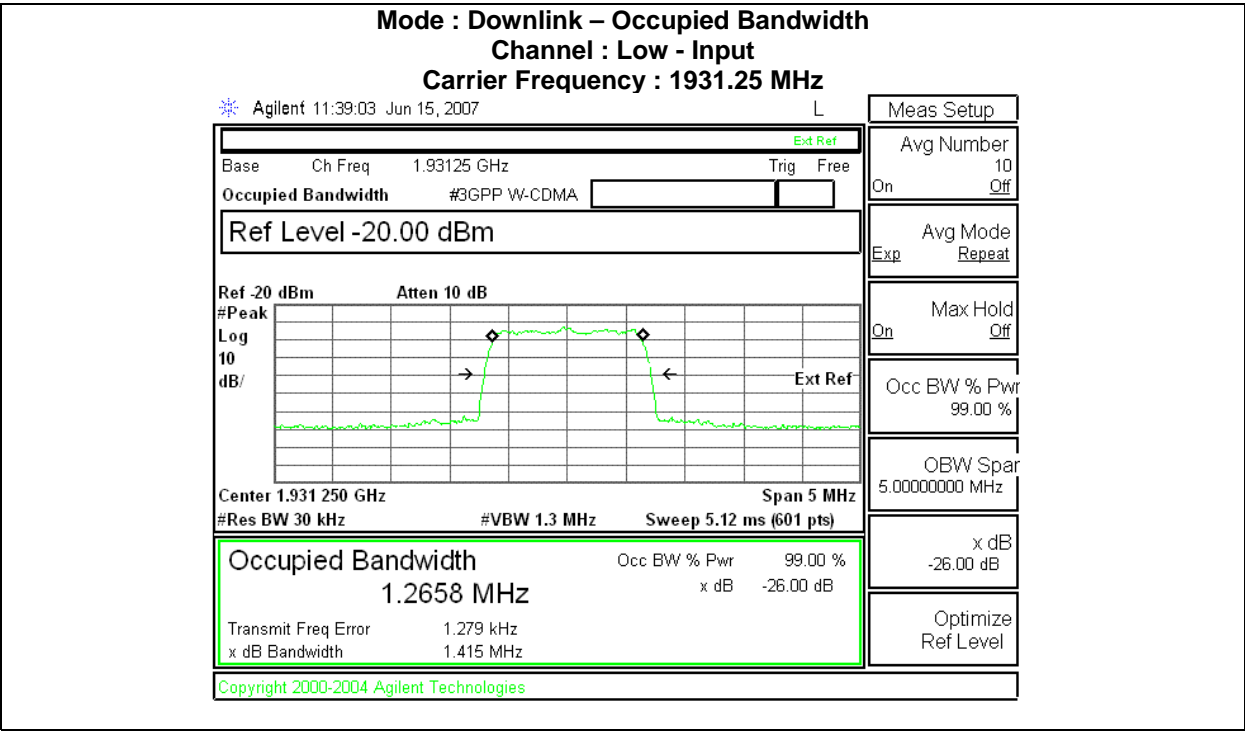 Mode : Downlink – Occupied Bandwidth
Channel : Low - Input
Carrier Frequency : 1931.25 MHz
Agilent 11:39:03 Jun 15, 2007 L
Meas Setup
Ext Ref
Base Ch Freq 1.93125 GHz Trig Free
Occupied Bandwidth #3GPP W-CDMA
Ref Level -20.00 dBm
Ref -20 dBm Atten 10 dB
#Peak
Log
10
dB/
Ext Ref
Center 1.931 250 GHz Span 5 MHz
#Res BW 30 kHz #VBW 1.3 MHz Sweep 5.12 ms (601 pts)
Occupied Bandwidth Occ BW % Pwr 99.00 %
1.2658 MHz x dB -26.00 dB
Transmit Freq Error 1.279 kHz
x dB Bandwidth 1.415 MHz
Copyright 2000-2004 Agilent Technologies
Avg Number
10
On Off
Avg Mode
Exp Repeat
Max Hold
On Off
Occ BW % Pwr
99.00 %
OBW Span
5.00000000 MHz
x dB
-26.00 dB
Optimize
Ref Level